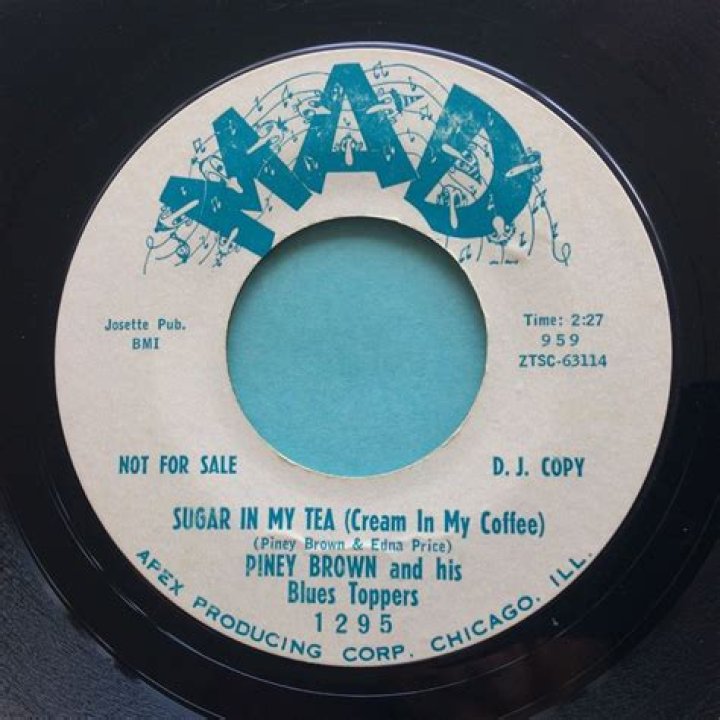 MAD
Josette Pub.
BMI
Time: 2:27
959
ZTSC-63114
NOT FOR SALE
D. J. COPY
SUGAR IN MY TEA (Cream In My Coffee)
(Piney Brown & Edna Price)
PINEY BROWN and his
Blues Toppers
1295
APEX PRODUCING CORP. CHICAGO, ILL.